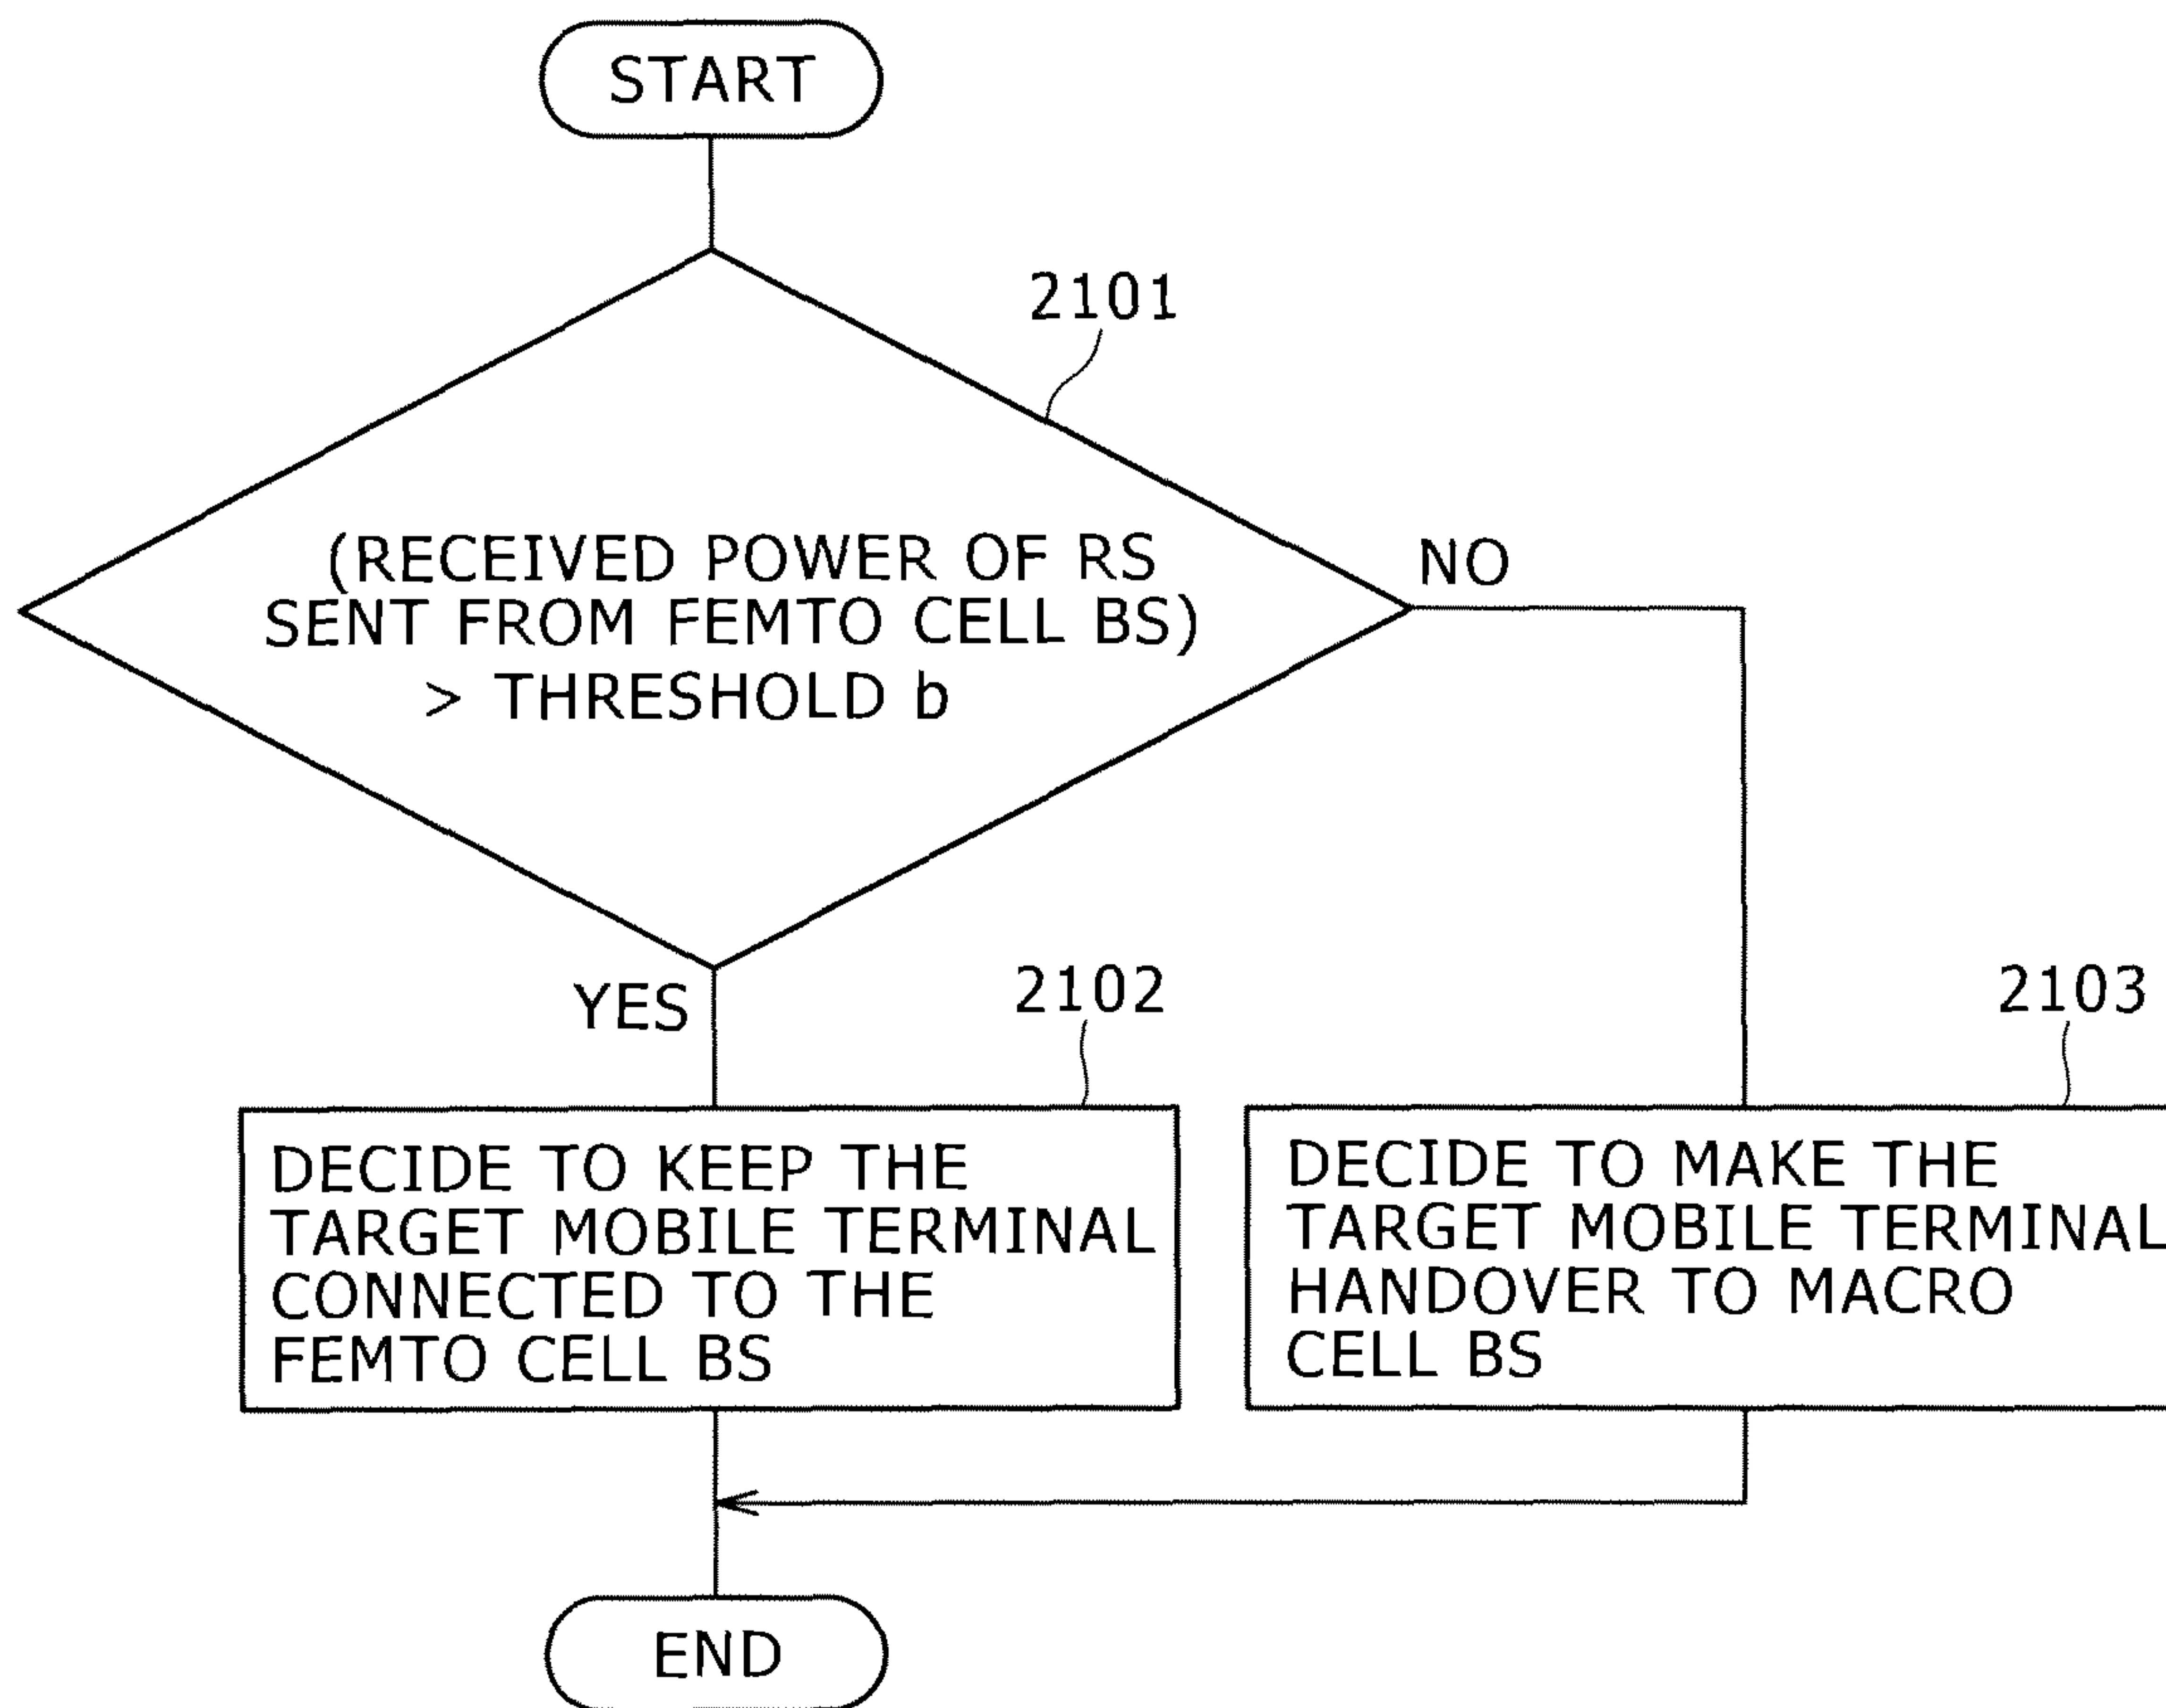 START
2101
(RECEIVED POWER OF RS
SENT FROM FEMTO CELL BS)
> THRESHOLD b
NO
YES
2102
DECIDE TO KEEP THE
TARGET MOBILE TERMINAL
CONNECTED TO THE
FEMTO CELL BS
2103
DECIDE TO MAKE THE
TARGET MOBILE TERMINAL
HANDOVER TO MACRO
CELL BS
END